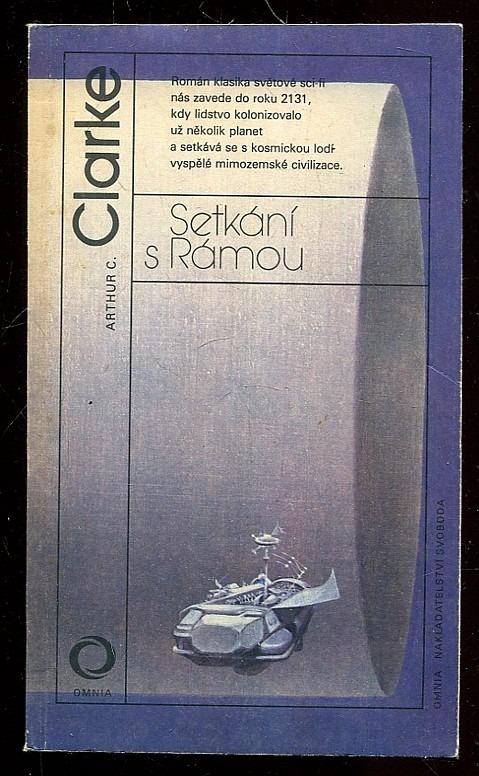 Román klasika světové sci-fi
nás zavede do roku 2131,
kdy lidstvo kolonizovalo
už několik planet
a setkává se s kosmickou lodí
vyspělé mimozemské civilizace.
ARTHUR C.
Clarke
Setkání
s Rámou
OMNIA
OMNIA NAKLADATELSTVÍ SVOBODA